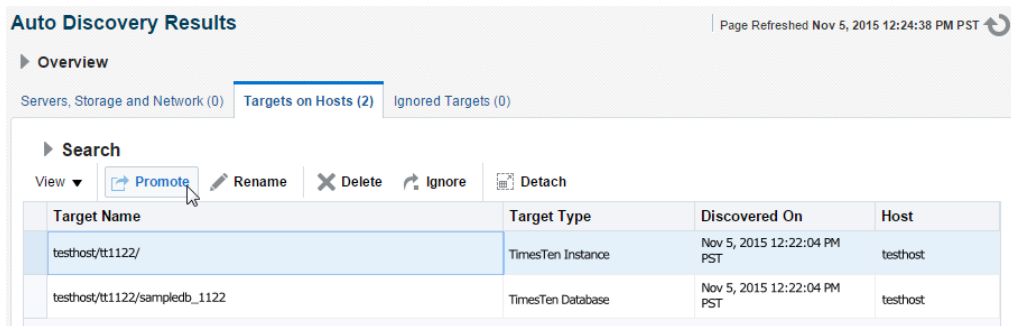 Auto Discovery Results
Page Refreshed Nov 5, 2015 12:24:38 PM PST
Overview
Servers, Storage and Network (0) Targets on Hosts (2) Ignored Targets (0)
Search
View Promote Rename Delete Ignore Detach
Target Name Target Type Discovered On Host
testhost/tt1122/ TimesTen Instance Nov 5, 2015 12:22:04 PM PST testhost
testhost/tt1122/sampledb_1122 TimesTen Database Nov 5, 2015 12:22:04 PM PST testhost